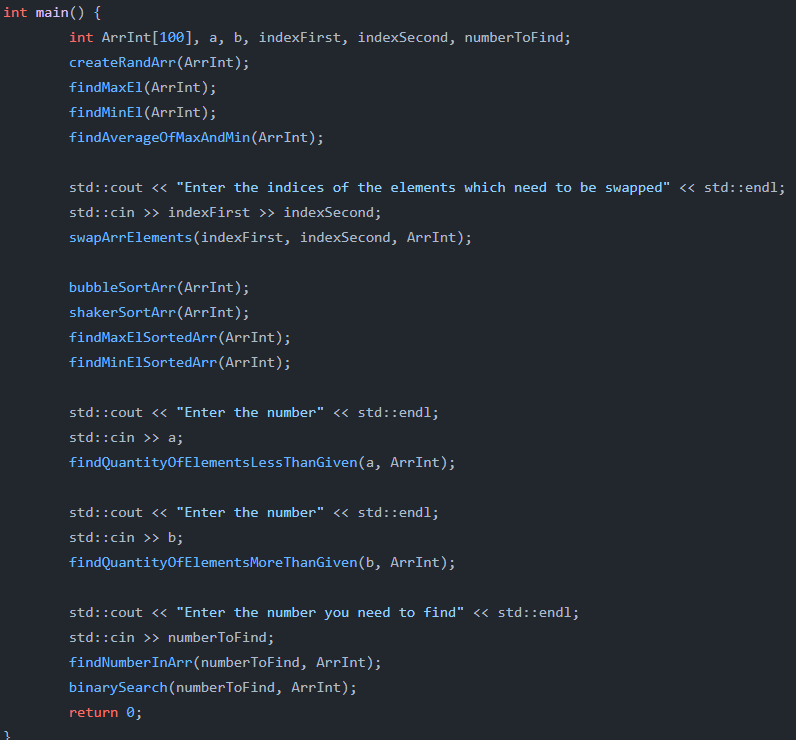 int main() {
int ArrInt[100], a, b, indexFirst, indexSecond, numberToFind;
createRandArr(ArrInt);
findMaxEl(ArrInt);
findMinEl(ArrInt);
findAverageOfMaxAndMin(ArrInt);
std::cout << "Enter the indices of the elements which need to be swapped" << std::endl;
std::cin >> indexFirst >> indexSecond;
swapArrElements(indexFirst, indexSecond, ArrInt);
bubbleSortArr(ArrInt);
shakerSortArr(ArrInt);
findMaxElSortedArr(ArrInt);
findMinElSortedArr(ArrInt);
std::cout << "Enter the number" << std::endl;
std::cin >> a;
findQuantityOfElementsLessThanGiven(a, ArrInt);
std::cout << "Enter the number" << std::endl;
std::cin >> b;
findQuantityOfElementsMoreThanGiven(b, ArrInt);
std::cout << "Enter the number you need to find" << std::endl;
std::cin >> numberToFind;
findNumberInArr(numberToFind, ArrInt);
binarySearch(numberToFind, ArrInt);
return 0;
}